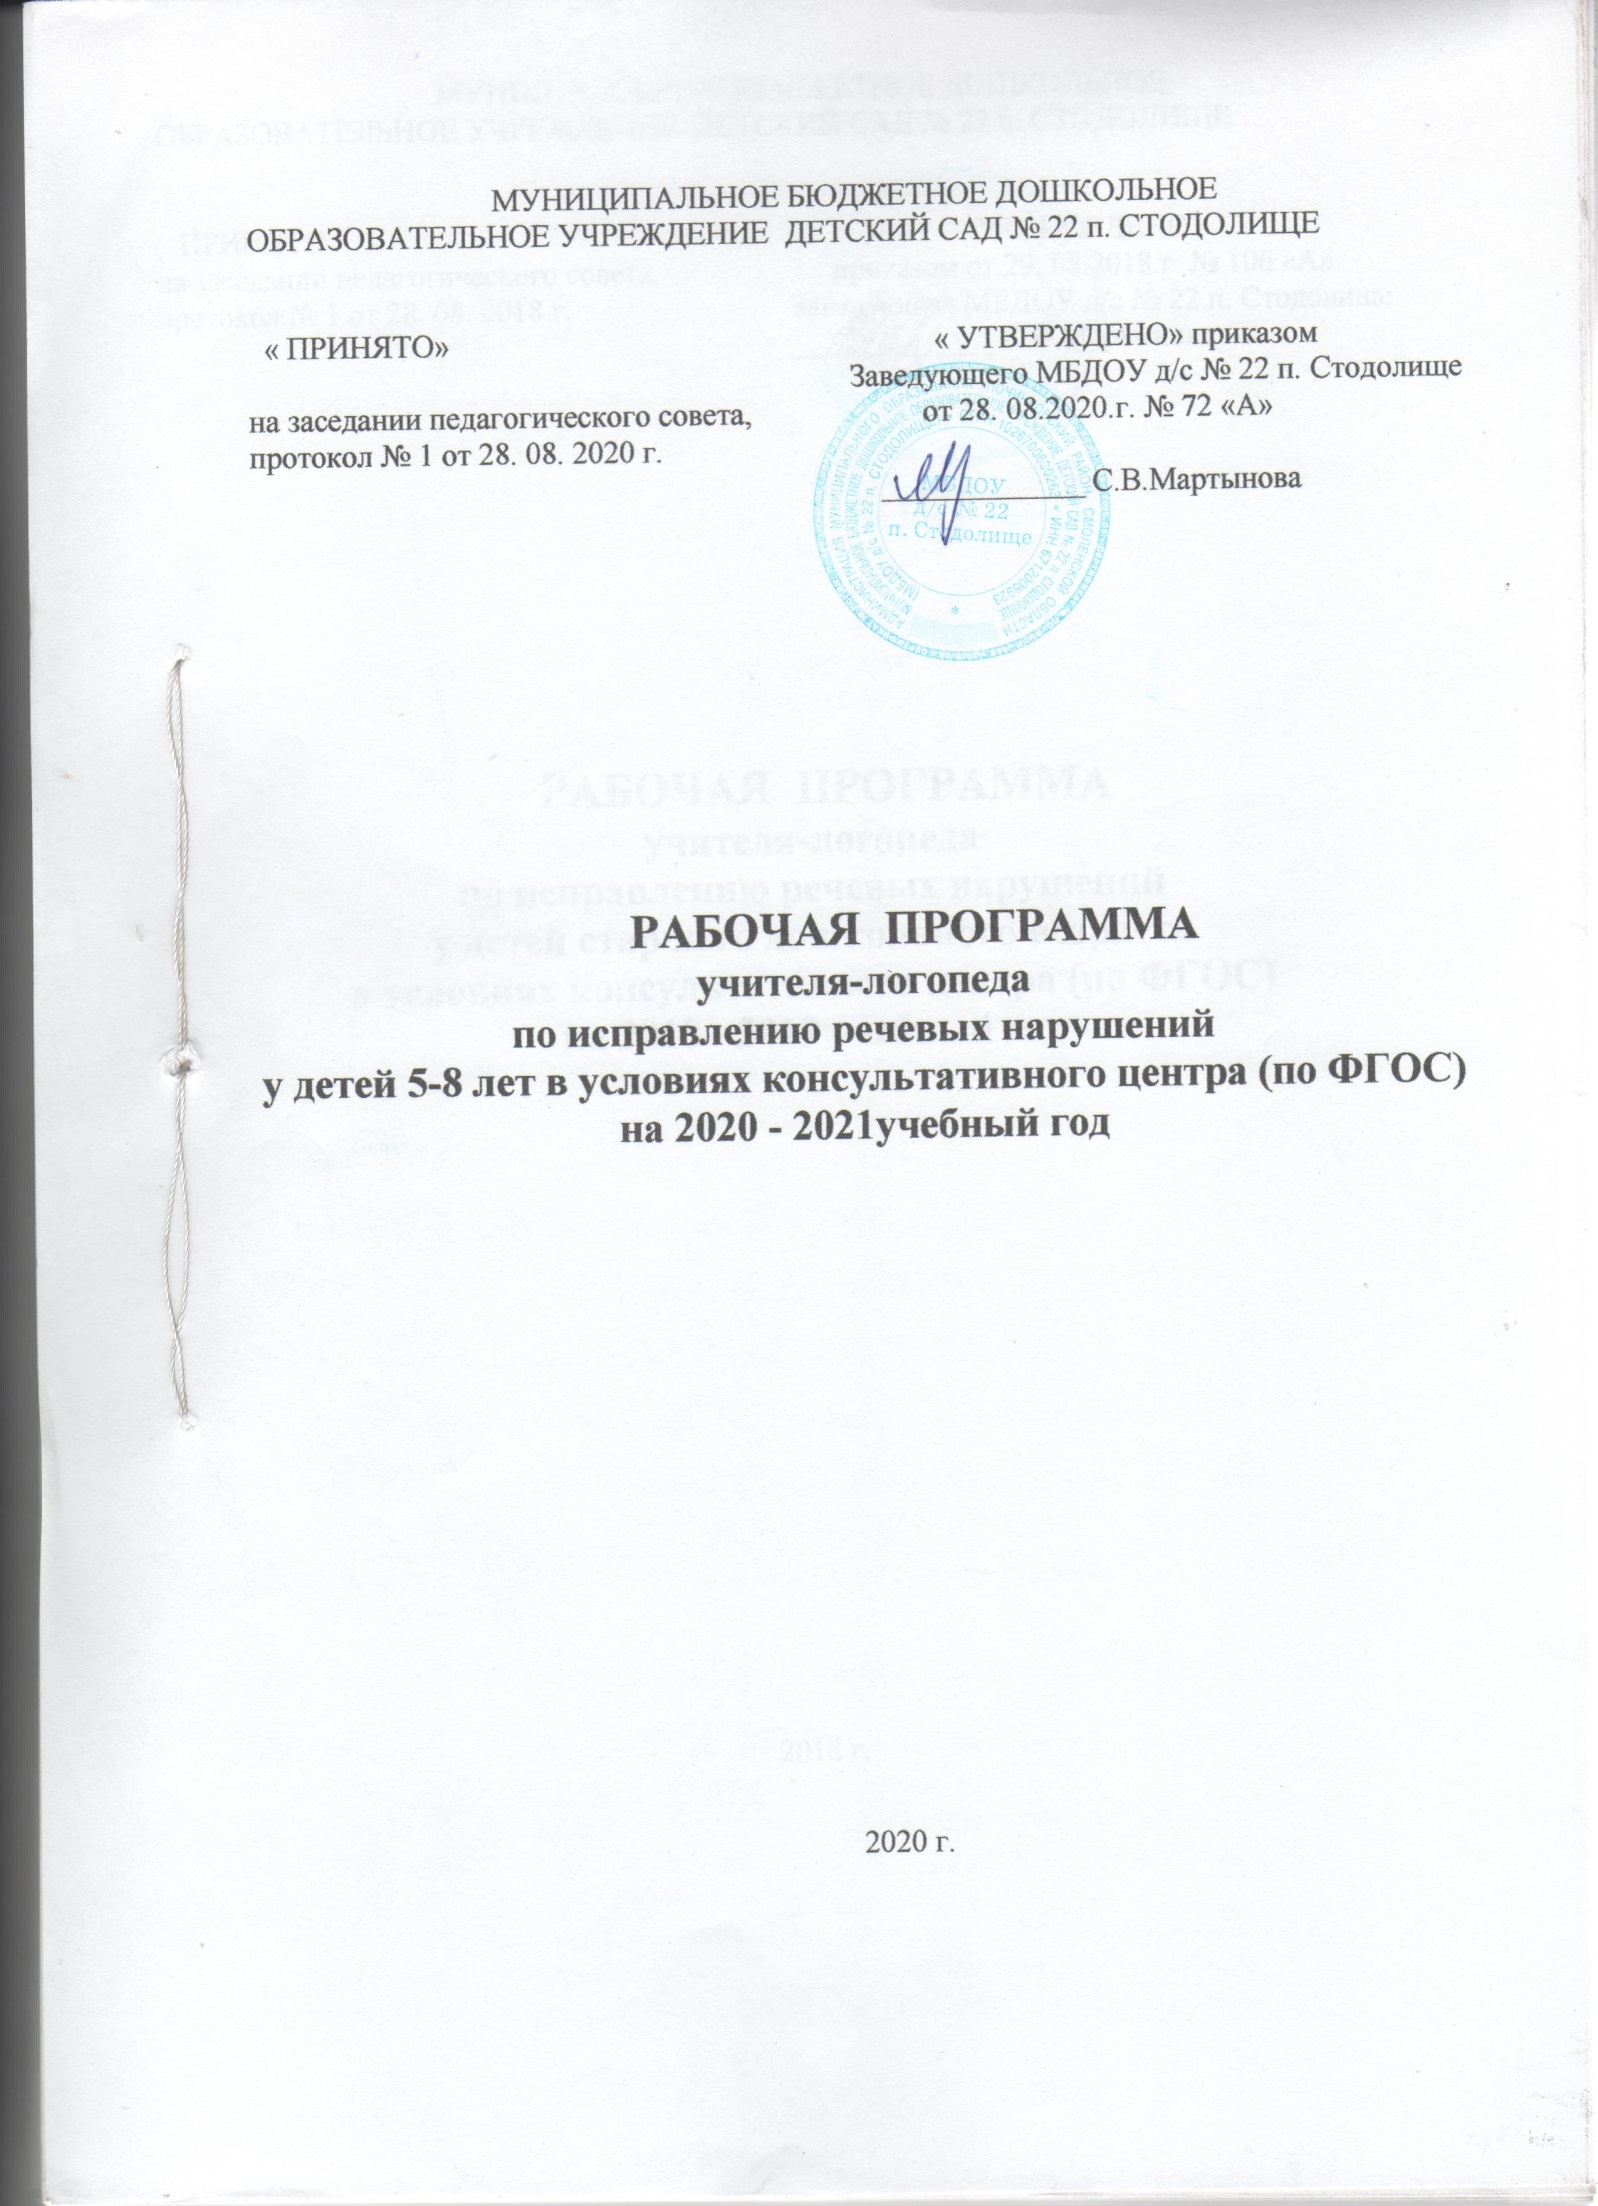 МУНИЦИПАЛЬНОЕ БЮДЖЕТНОЕ ДОШКОЛЬНОЕ
ОБРАЗОВАТЕЛЬНОЕ УЧРЕЖДЕНИЕ ДЕТСКИЙ САД № 22 п. СТОДОЛИЩЕ
« ПРИНЯТО»
на заседании педагогического совета,
протокол № 1 от 28. 08. 2020 г.
« УТВЕРЖДЕНО» приказом
Заведующего МБДОУ д/с № 22 п. Стодолище
от 28. 08.2020.г. № 72 «А»
С.В.Мартынова
МБДОУ
д/с № 22
п. Стодолище
РАБОЧАЯ ПРОГРАММА
учителя-логопеда
по исправлению речевых нарушений
у детей 5-8 лет в условиях консультативного центра (по ФГОС)
на 2020 - 2021учебный год
2020 г.